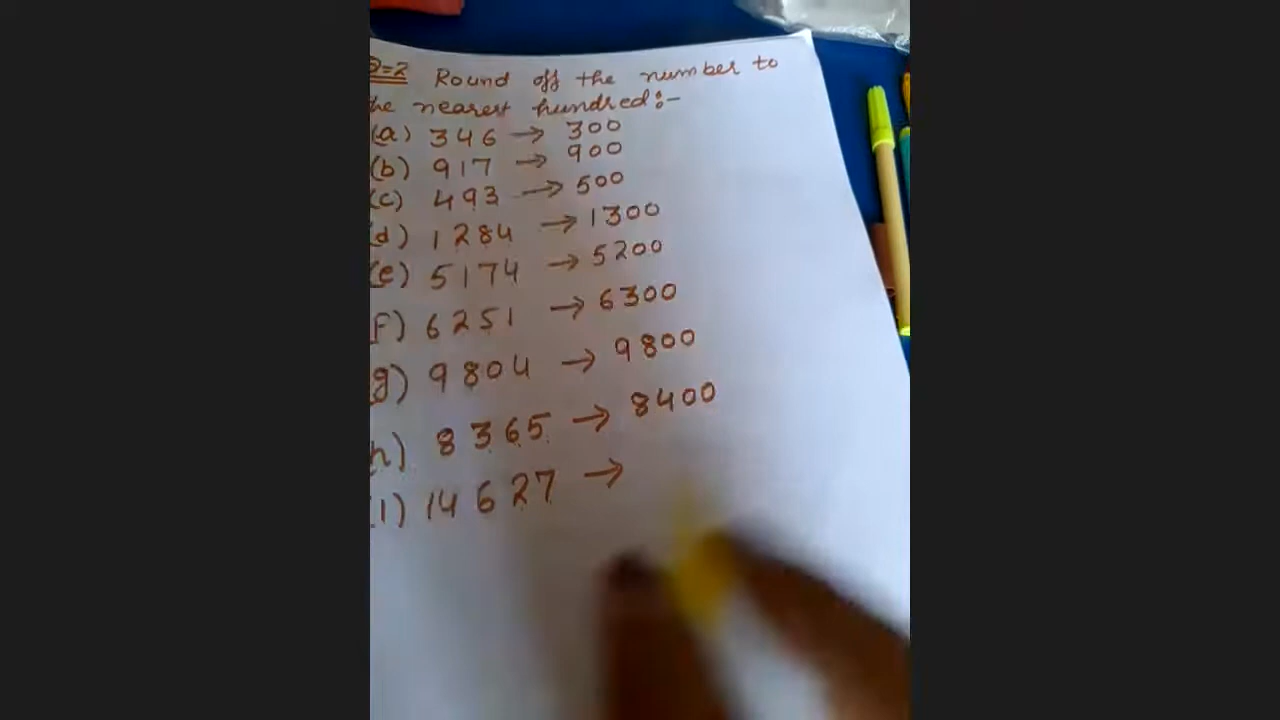 Q=2 Round off the number to
the nearest hundred:-
(a) 346 → 300
(b) 917 → 900
(c) 493 → 500
(d) 1284 → 1300
(e) 5174 → 5200
(F) 6251 → 6300
(g) 9804 → 9800
(h) 8365 → 8400
(i) 14627 →